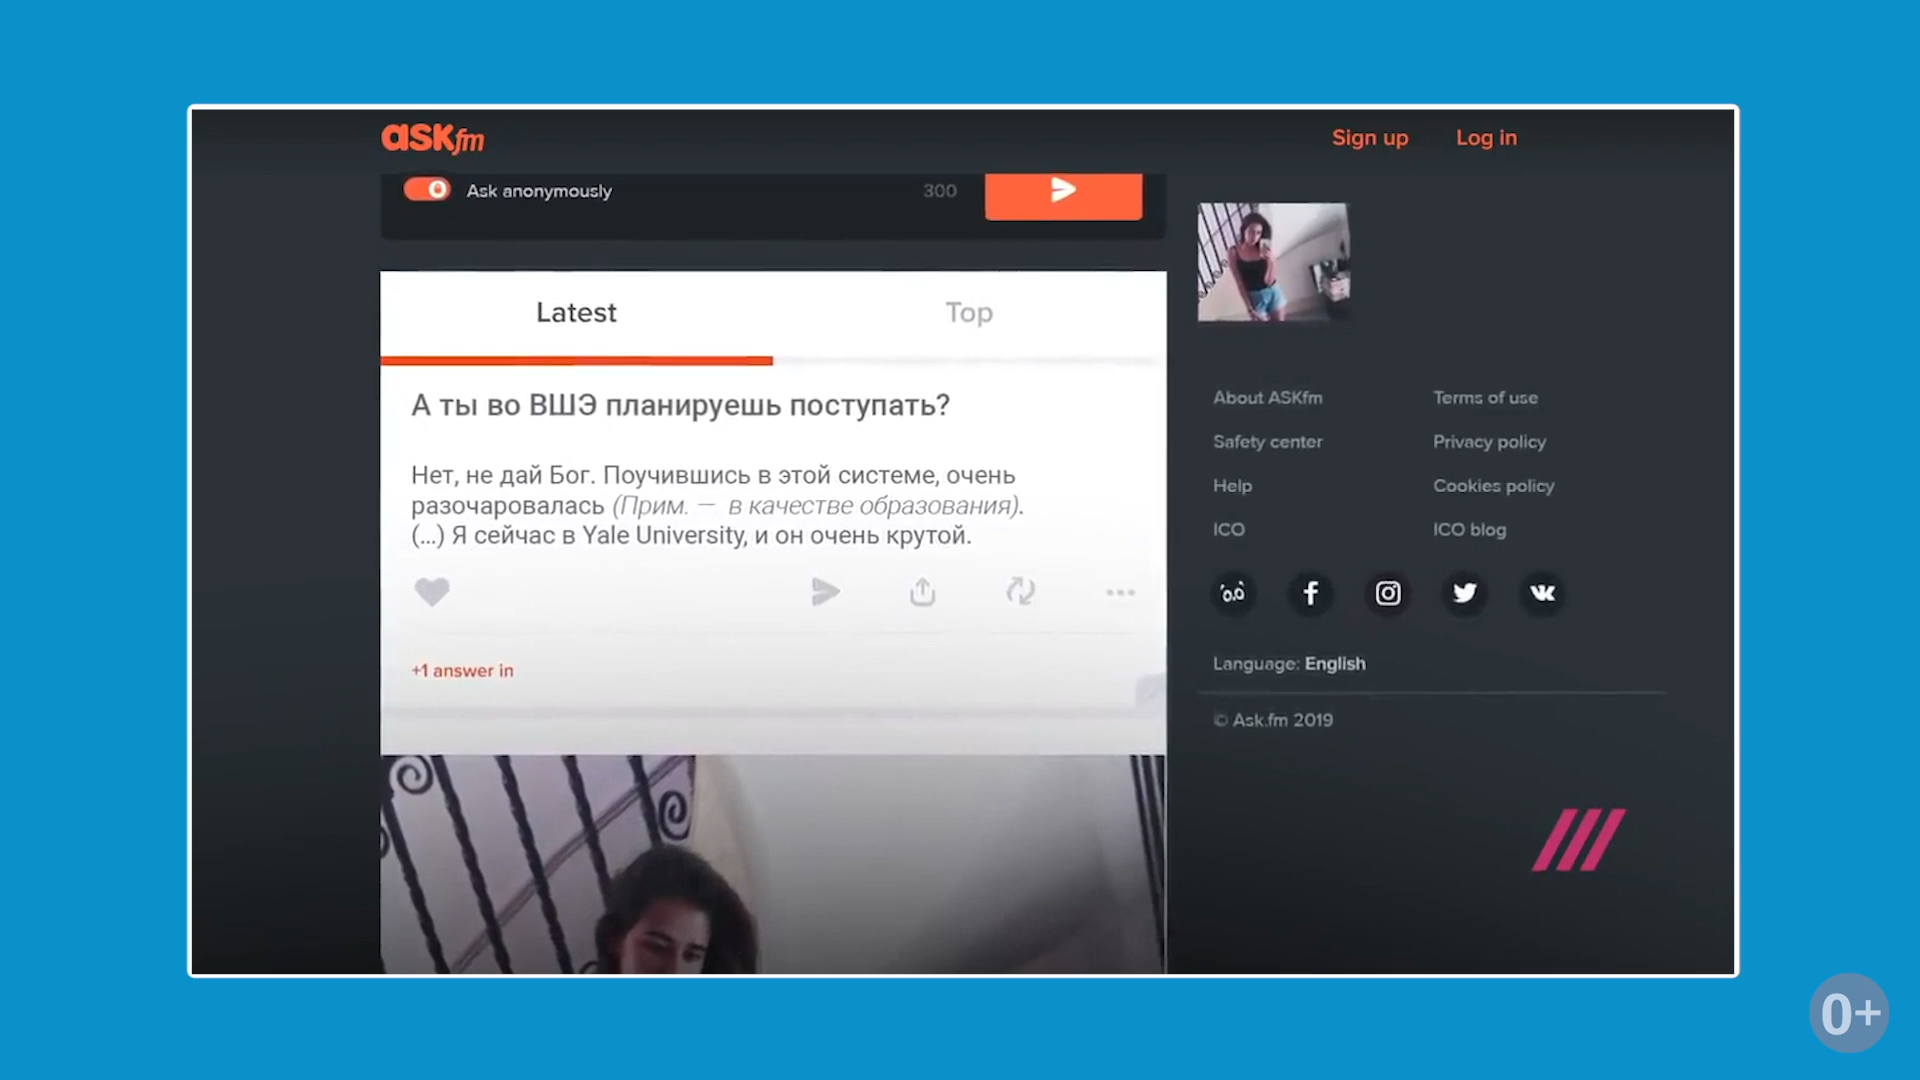 ASKfm
Sign up
Log in
Ask anonymously
300
Latest
Top
А ты во ВШЭ планируешь поступать?
Нет, не дай Бог. Поучившись в этой системе, очень
разочаровалась (Прим. — в качестве образования).
(...) Я сейчас в Yale University, и он очень крутой.
+1 answer in
About ASKfm
Terms of use
Safety center
Privacy policy
Help
Cookies policy
ICO
ICO blog
Language: English
© Ask.fm 2019
0+